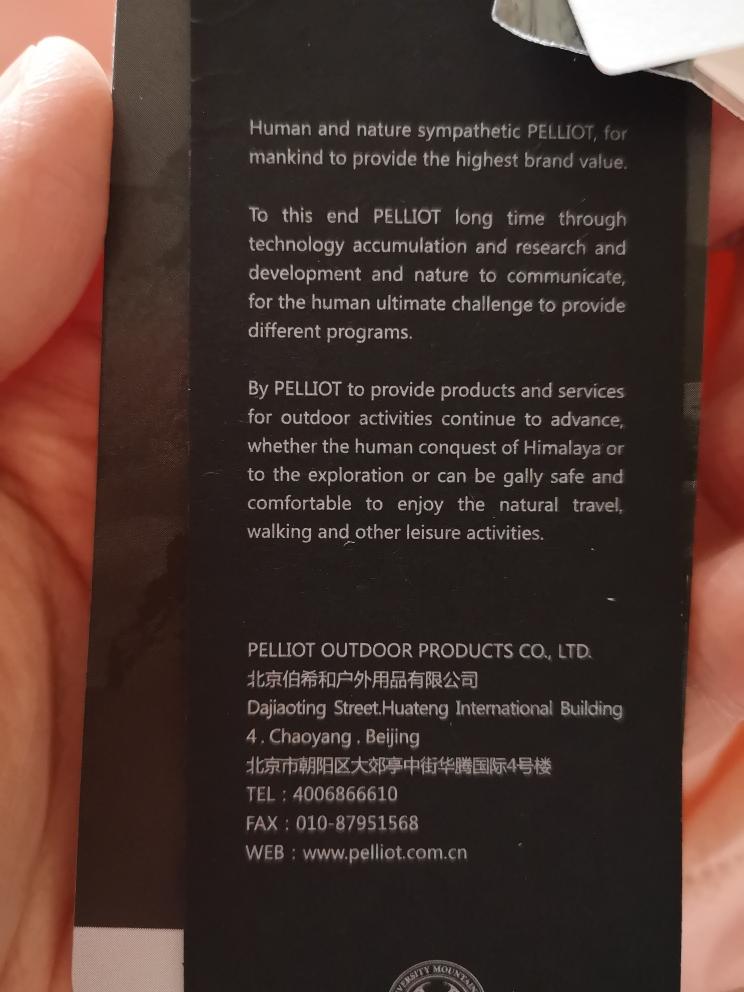 Human and nature sympathetic PELLIOT, for
mankind to provide the highest brand value.
To this end PELLIOT long time through
technology accumulation and research and
development and nature to communicate,
for the human ultimate challenge to provide
different programs.
By PELLIOT to provide products and services
for outdoor activities continue to advance,
whether the human conquest of Himalaya or
to the exploration or can be gally safe and
comfortable to enjoy the natural travel,
walking and other leisure activities.
PELLIOT OUTDOOR PRODUCTS CO., LTD.
北京伯希和户外用品有限公司
Dajiaoting Street.Huateng International Building
4 . Chaoyang . Beijing
北京市朝阳区大郊亭中街华腾国际4号楼
TEL : 4006866610
FAX : 010-87951568
WEB : www.pelliot.com.cn